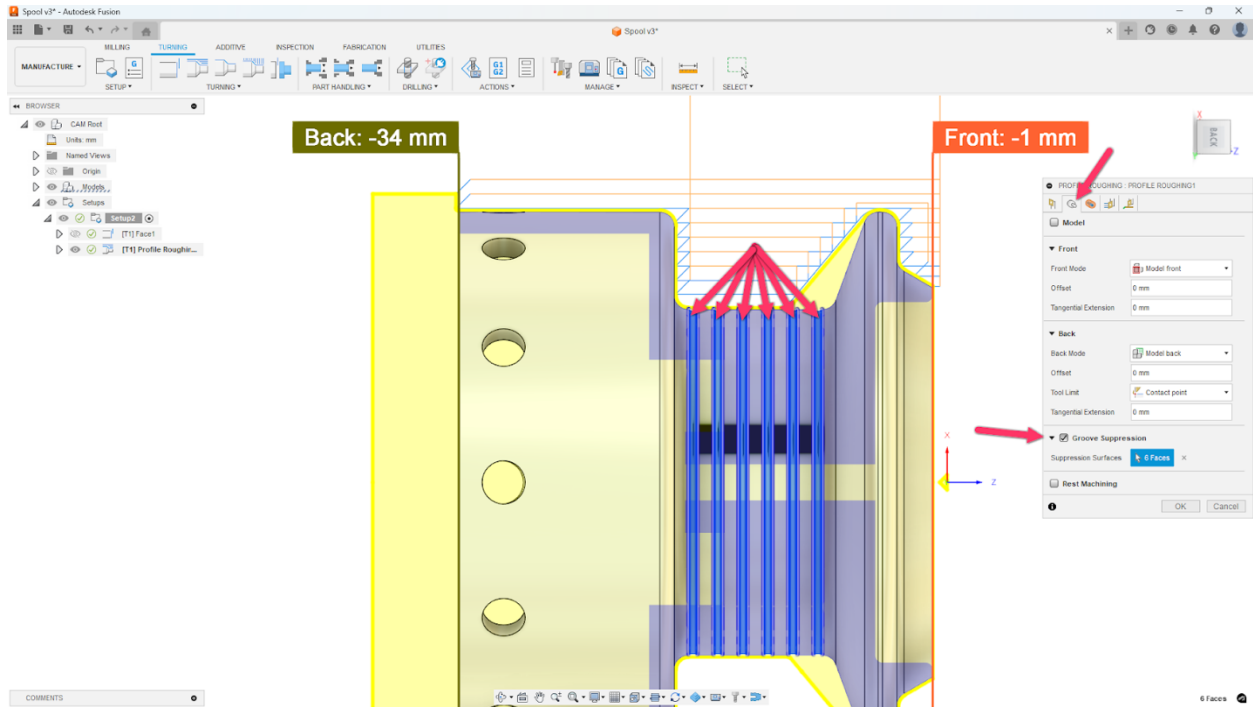 Spool v3* - Autodesk Fusion
Spool v3*
MILLING TURNING ADDITIVE INSPECTION FABRICATION UTILITIES
MANUFACTURE
G
G1
G2
G
SETUP TURNING PART HANDLING DRILLING ACTIONS MANAGE INSPECT SELECT
BROWSER
CAM Root
Units: mm
Named Views
Origin
Models
Setups
Setup2
[T1] Face1
[T1] Profile Roughin...
Back: -34 mm
Front: -1 mm
X
BACK
Z
PROFILE ROUGHING : PROFILE ROUGHING1
Model
Front
Front Mode Model front
Offset 0 mm
Tangential Extension 0 mm
Back
Back Mode Model back
Offset 0 mm
Tool Limit Contact point
Tangential Extension 0 mm
Groove Suppression
Suppression Surfaces 6 Faces
Rest Machining
OK Cancel
X
Z
COMMENTS
6 Faces